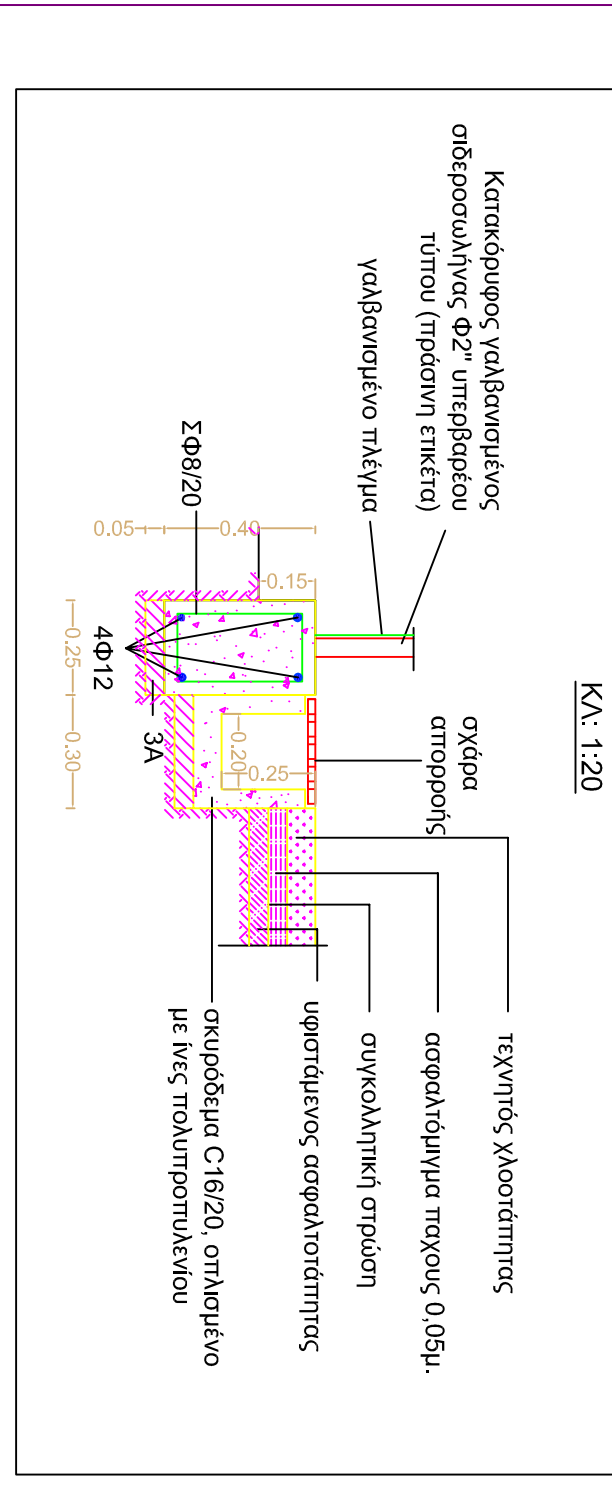 ΚΛ: 1:20
Κατακόρυφος γαλβανισμένος
σιδεροσωλήνας Φ2" υπερβαρέου
τύπου (πράσινη ετικέτα)
γαλβανισμένο πλέγμα
σχάρα
απορροής
τεχνητός χλοοτάπητας
ασφαλτόμιγμα παχους 0,05μ.
συγκολλητική στρώση
υφιστάμενος ασφαλτοτάπητας
σκυρόδεμα C16/20, οπλισμένο
με ίνες πολυπροπυλενίου
ΣΦ8/20
0.15
0.40
0.05
0.25
0.20
3Α
4Φ12
0.25
0.30